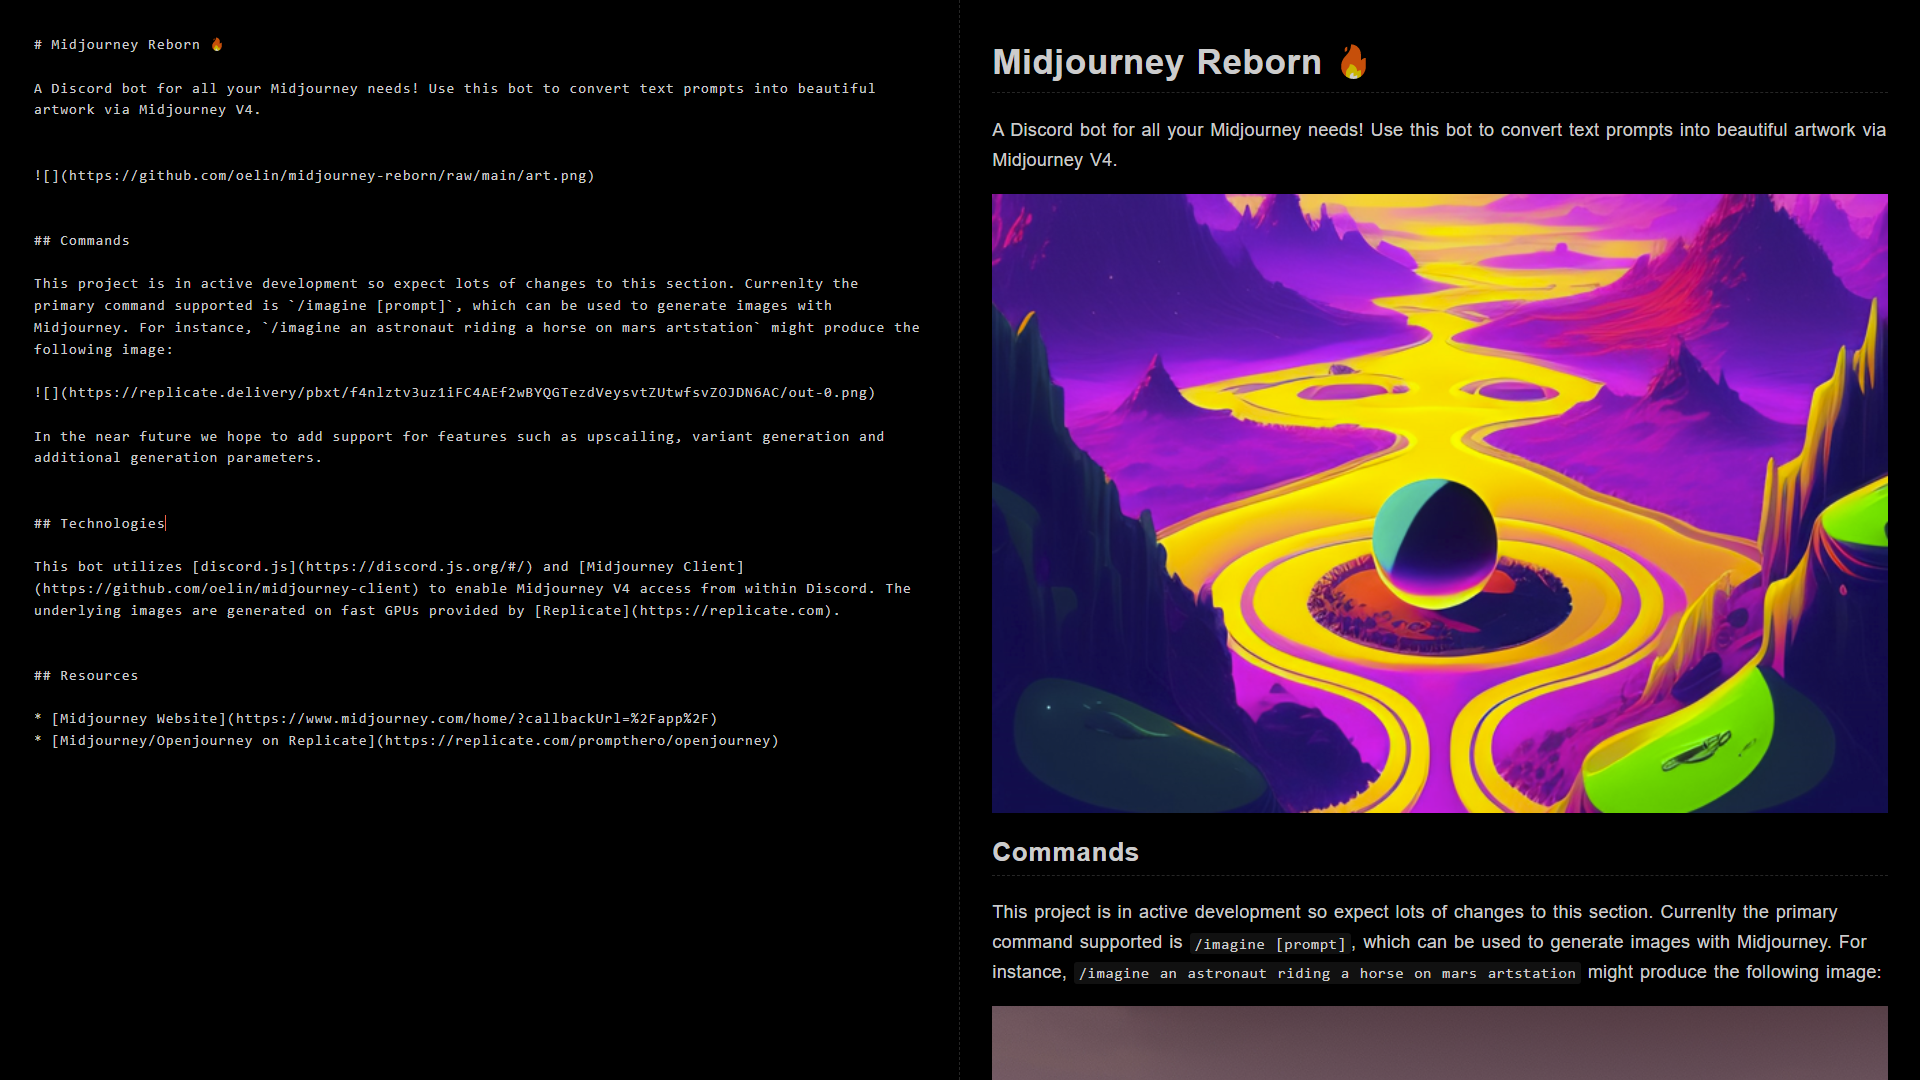 # Midjourney Reborn 🔥
A Discord bot for all your Midjourney needs! Use this bot to convert text prompts into beautiful
artwork via Midjourney V4.
![](https://github.com/oelin/midjourney-reborn/raw/main/art.png)
## Commands
This project is in active development so expect lots of changes to this section. Currenlty the
primary command supported is `/imagine [prompt]`, which can be used to generate images with
Midjourney. For instance, `/imagine an astronaut riding a horse on mars artstation` might produce the
following image:
![](https://replicate.delivery/pbxt/f4nlztv3uz1iFC4AEf2wBYQGTezdVeysvtZUtwfsvZOJDN6AC/out-0.png)
In the near future we hope to add support for features such as upscailing, variant generation and
additional generation parameters.
## Technologies
This bot utilizes [discord.js](https://discord.js.org/#/) and [Midjourney Client]
(https://github.com/oelin/midjourney-client) to enable Midjourney V4 access from within Discord. The
underlying images are generated on fast GPUs provided by [Replicate](https://replicate.com).
## Resources
* [Midjourney Website](https://www.midjourney.com/home/?callbackUrl=%2Fapp%2F)
* [Midjourney/Openjourney on Replicate](https://replicate.com/prompthero/openjourney)
Midjourney Reborn 🔥
A Discord bot for all your Midjourney needs! Use this bot to convert text prompts into beautiful artwork via
Midjourney V4.
Commands
This project is in active development so expect lots of changes to this section. Currenlty the primary
command supported is /imagine [prompt], which can be used to generate images with Midjourney. For
instance, /imagine an astronaut riding a horse on mars artstation might produce the following image: